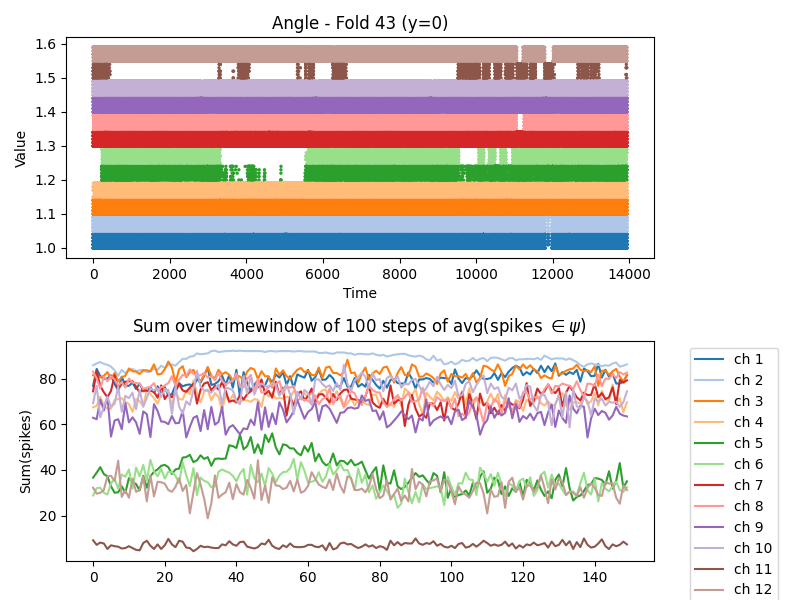 Angle - Fold 43 (y=0)
1.6
1.5
1.4
1.3
1.2
1.1
1.0
Value
0 2000 4000 6000 8000 10000 12000 14000
Time
Sum over timewindow of 100 steps of avg(spikes ∈ ψ)
80
60
40
20
Sum(spikes)
0 20 40 60 80 100 120 140
ch 1
ch 2
ch 3
ch 4
ch 5
ch 6
ch 7
ch 8
ch 9
ch 10
ch 11
ch 12